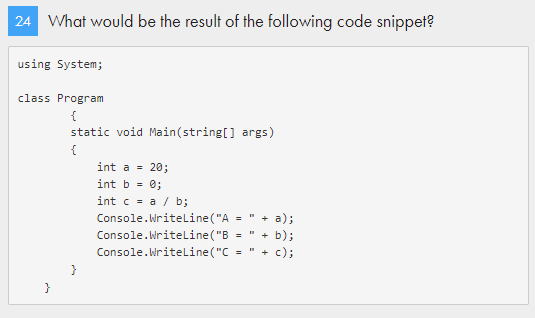 24 What would be the result of the following code snippet?
using System;
class Program
{
static void Main(string[] args)
{
int a = 20;
int b = 0;
int c = a / b;
Console.WriteLine("A = " + a);
Console.WriteLine("B = " + b);
Console.WriteLine("C = " + c);
}
}